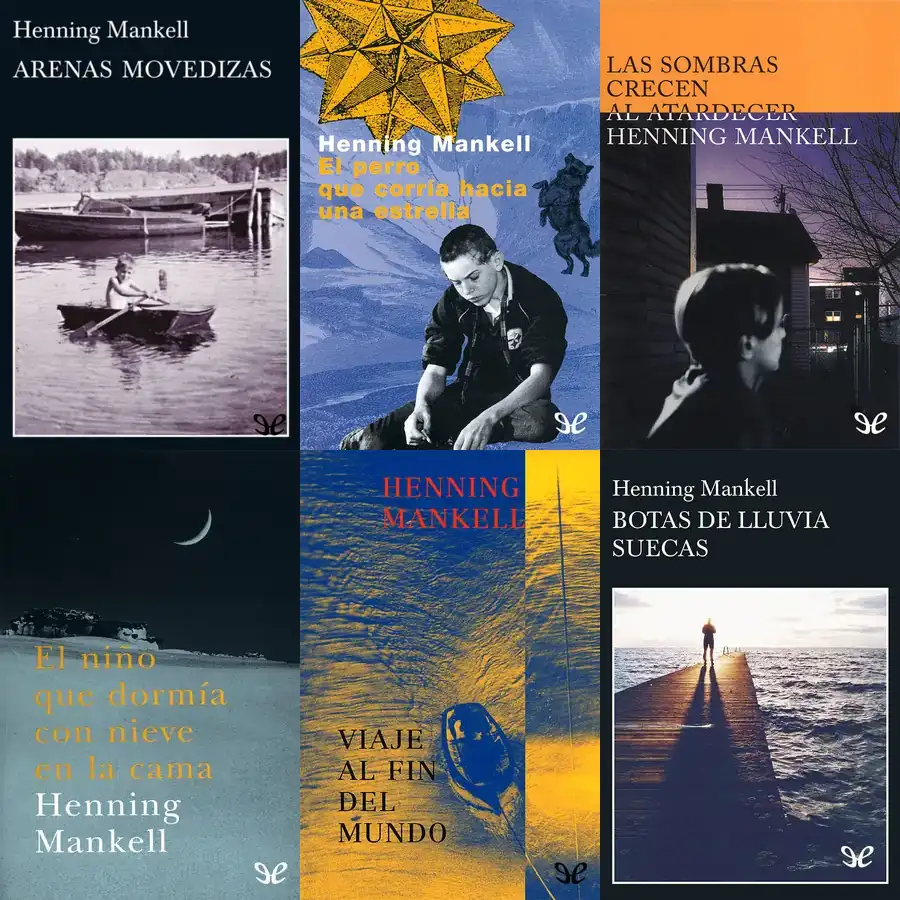 Henning Mankell
ARENAS MOVEDIZAS
Henning Mankell
El perro
que corría hacia
una estrella
LAS SOMBRAS
CRECEN
AL ATARDECER
HENNING MANKELL
El niño
que dormía
con nieve
en la cama
Henning
Mankell
HENNING
MANKELL
VIAJE
AL FIN
DEL
MUNDO
Henning Mankell
BOTAS DE LLUVIA
SUECAS